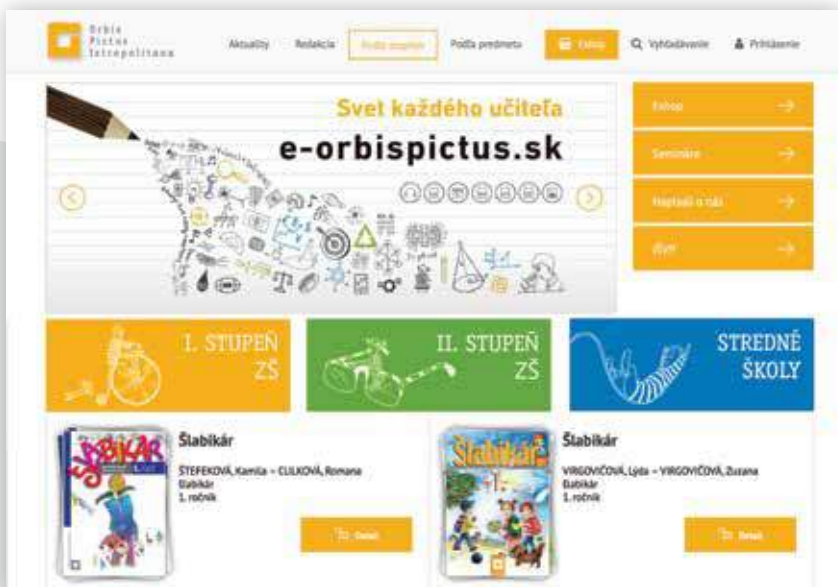 Orbis
Pictus
Istropolitana
Aktuality
Redakcia
Podľa stupňov
Podľa predmeta
Eshop
Vyhľadávanie
Prihlásenie
Svet každého učiteľa
e-orbispictus.sk
Eshop
Semináre
Napísali o nás
I. STUPEŇ
ZŠ
II. STUPEŇ
ZŠ
STREDNÉ
ŠKOLY
ŠLABIKÁR
Šlabikár
ŠTEFEKOVÁ, Kamila – CULKOVÁ, Romana
Šlabikár
1. ročník
Detail
Šlabikár
1.
Šlabikár
VIRGOVIČOVÁ, Lýdia – VIRGOVIČOVÁ, Zuzana
Šlabikár
1. ročník
Detail